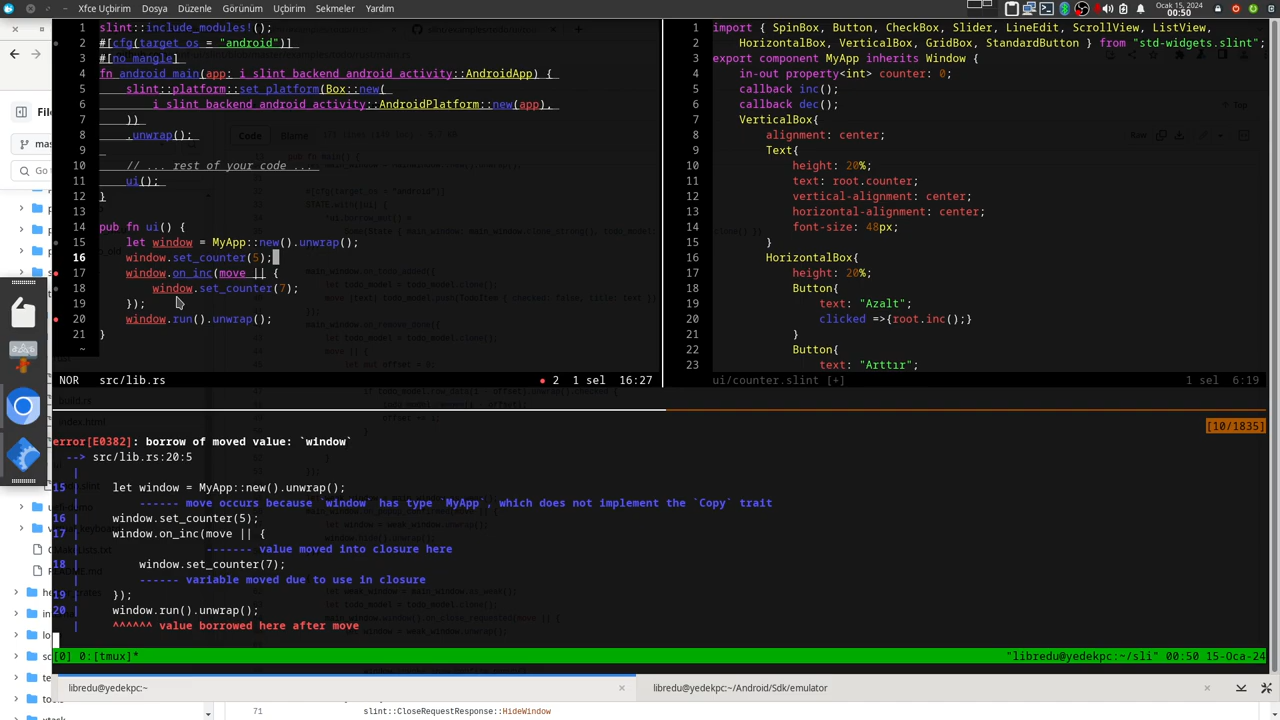 Uçbirim Xfçe Uçbirim Dosya Düzenle Görünüm Uçbirim Sekmeler Yardım
Ocak 15, 2024
00:50
1 slint::include_modules!();
2 #[cfg(target_os = "android")]
3 #[no_mangle]
4 fn android_main(app: i_slint_backend_android_activity::AndroidApp) {
5 slint::platform::set_platform(Box::new(
6 i_slint_backend_android_activity::AndroidPlatform::new(app),
7 ))
8 .unwrap();
9
10 // ... rest of your code ...
11 ui();
12 }
13
14 pub fn ui() {
15 let window = MyApp::new().unwrap();
16 window.set_counter(5);
17 window.on_inc(move || {
18 window.set_counter(7);
19 });
20 window.run().unwrap();
21 }
~
NOR src/lib.rs ● 2 1 sel 16:27
1 import { SpinBox, Button, CheckBox, Slider, LineEdit, ScrollView, ListView,
2 HorizontalBox, VerticalBox, GridBox, StandardButton } from "std-widgets.slint";
3 export component MyApp inherits Window {
4 in-out property<int> counter: 0;
5 callback inc();
6 callback dec();
7 VerticalBox{
8 alignment: center;
9 Text{
10 height: 20%;
11 text: root.counter;
12 vertical-alignment: center;
13 horizontal-alignment: center;
14 font-size: 48px;
15 }
16 HorizontalBox{
17 height: 20%;
18 Button{
19 text: "Azalt";
20 clicked =>{root.inc();}
21 }
22 Button{
23 text: "Arttır";
ui/counter.slint [+] 1 sel 6:19
[10/1835]
error[E0382]: borrow of moved value: `window`
--> src/lib.rs:20:5
|
15 | let window = MyApp::new().unwrap();
| ------ move occurs because `window` has type `MyApp`, which does not implement the `Copy` trait
16 | window.set_counter(5);
17 | window.on_inc(move || {
| ------- value moved into closure here
18 | window.set_counter(7);
| ------ variable moved due to use in closure
19 | });
20 | window.run().unwrap();
| ^^^^^^ value borrowed here after move
[0] 0:[tmux]* "libredu@yedekpc:~/sli" 00:50 15-Oca-24
libredu@yedekpc:~
libredu@yedekpc:~/Android/Sdk/emulator
71 slint::CloseRequestResponse::HideWindow